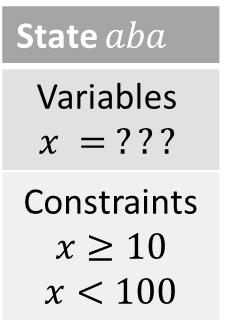 State aba
Variables
x = ???
Constraints
x ≥ 10
x < 100